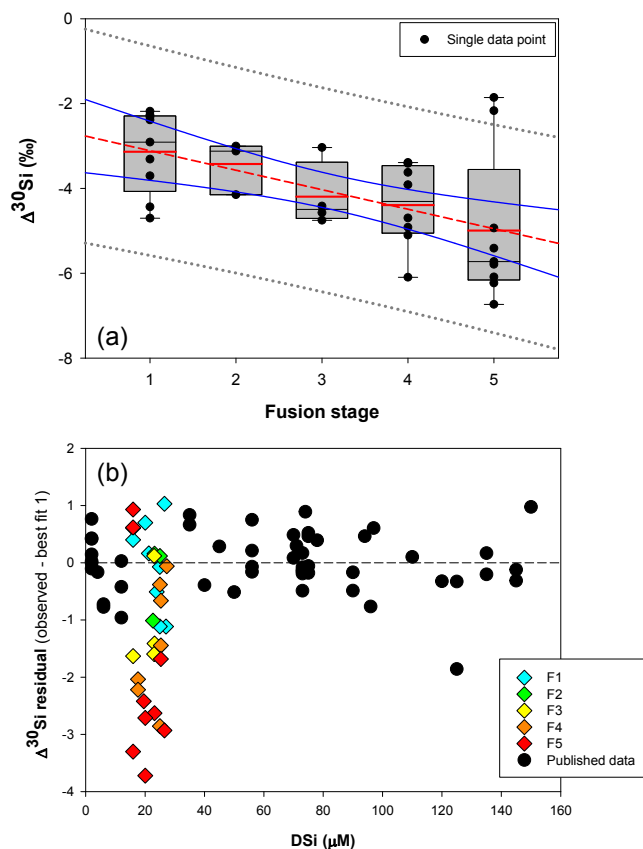 0
Single data point
-2
-4
-6
-8
Δ30Si (‰)
(a)
1 2 3 4 5
Fusion stage
2
(b)
1
0
-1
-2
-3
-4
Δ30Si residual (observed - best fit 1)
F1
F2
F3
F4
F5
Published data
0 20 40 60 80 100 120 140 160
DSi (μM)